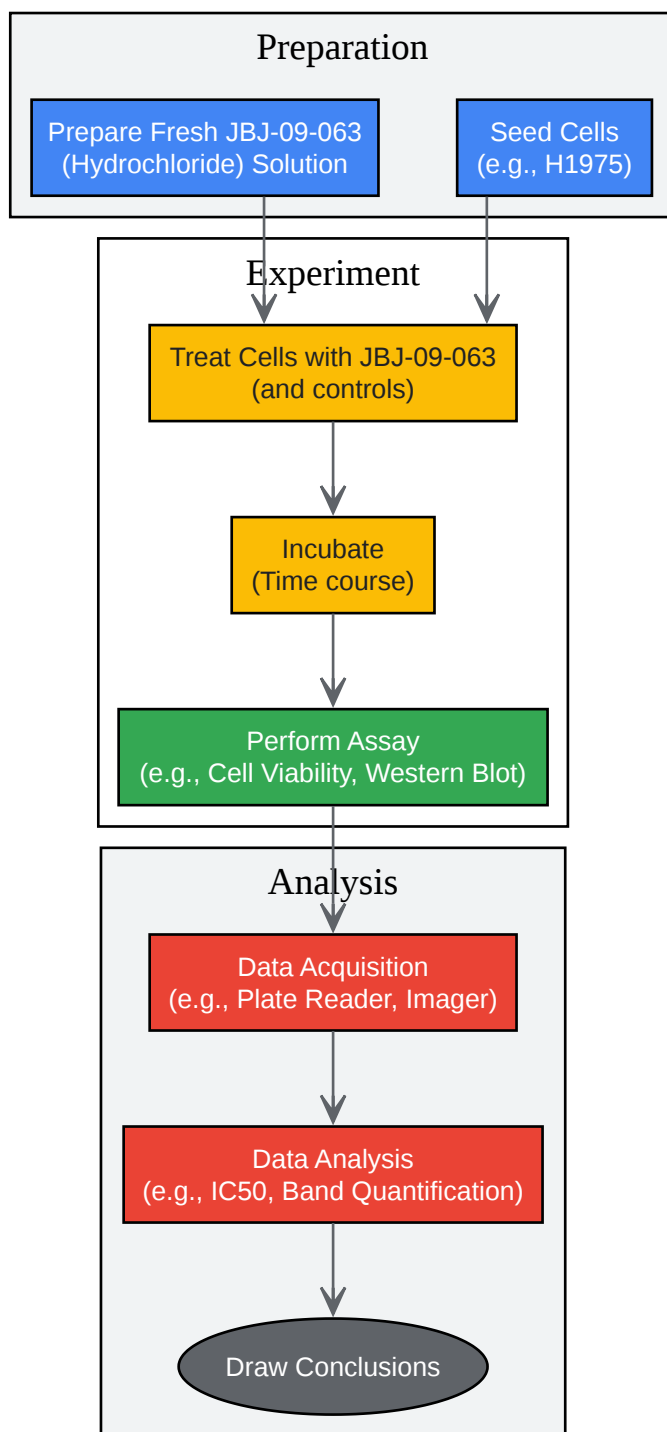 Preparation
Prepare Fresh JBJ-09-063
(Hydrochloride) Solution
Seed Cells
(e.g., H1975)
Experiment
Treat Cells with JBJ-09-063
(and controls)
Incubate
(Time course)
Perform Assay
(e.g., Cell Viability, Western Blot)
Analysis
Data Acquisition
(e.g., Plate Reader, Imager)
Data Analysis
(e.g., IC50, Band Quantification)
Draw Conclusions